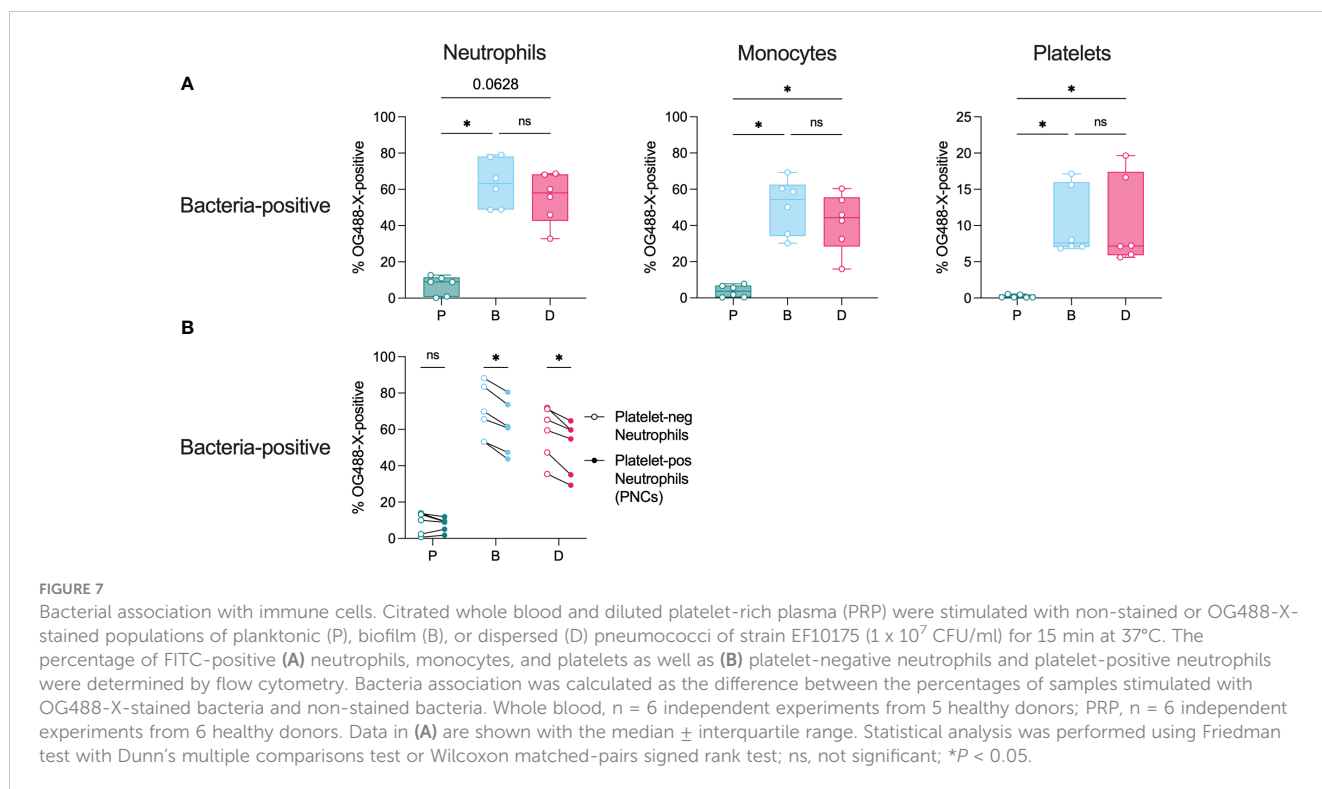 Neutrophils
Monocytes
Platelets
A
Bacteria-positive
% OG488-X-positive
100
80
60
40
20
0
0.0628
*
ns
P
B
D
% OG488-X-positive
100
80
60
40
20
0
*
*
ns
P
B
D
% OG488-X-positive
25
20
15
10
5
0
*
*
ns
P
B
D
B
Bacteria-positive
% OG488-X-positive
100
80
60
40
20
0
ns
*
*
P
B
D
Platelet-neg
Neutrophils
Platelet-pos
Neutrophils
(PNCs)
FIGURE 7
Bacterial association with immune cells. Citrated whole blood and diluted platelet-rich plasma (PRP) were stimulated with non-stained or OG488-X-
stained populations of planktonic (P), biofilm (B), or dispersed (D) pneumococci of strain EF10175 (1 x 10⁷ CFU/ml) for 15 min at 37°C. The
percentage of FITC-positive (A) neutrophils, monocytes, and platelets as well as (B) platelet-negative neutrophils and platelet-positive neutrophils
were determined by flow cytometry. Bacteria association was calculated as the difference between the percentages of samples stimulated with
OG488-X-stained bacteria and non-stained bacteria. Whole blood, n = 6 independent experiments from 5 healthy donors; PRP, n = 6 independent
experiments from 6 healthy donors. Data in (A) are shown with the median ± interquartile range. Statistical analysis was performed using Friedman
test with Dunn's multiple comparisons test or Wilcoxon matched-pairs signed rank test; ns, not significant; *P < 0.05.